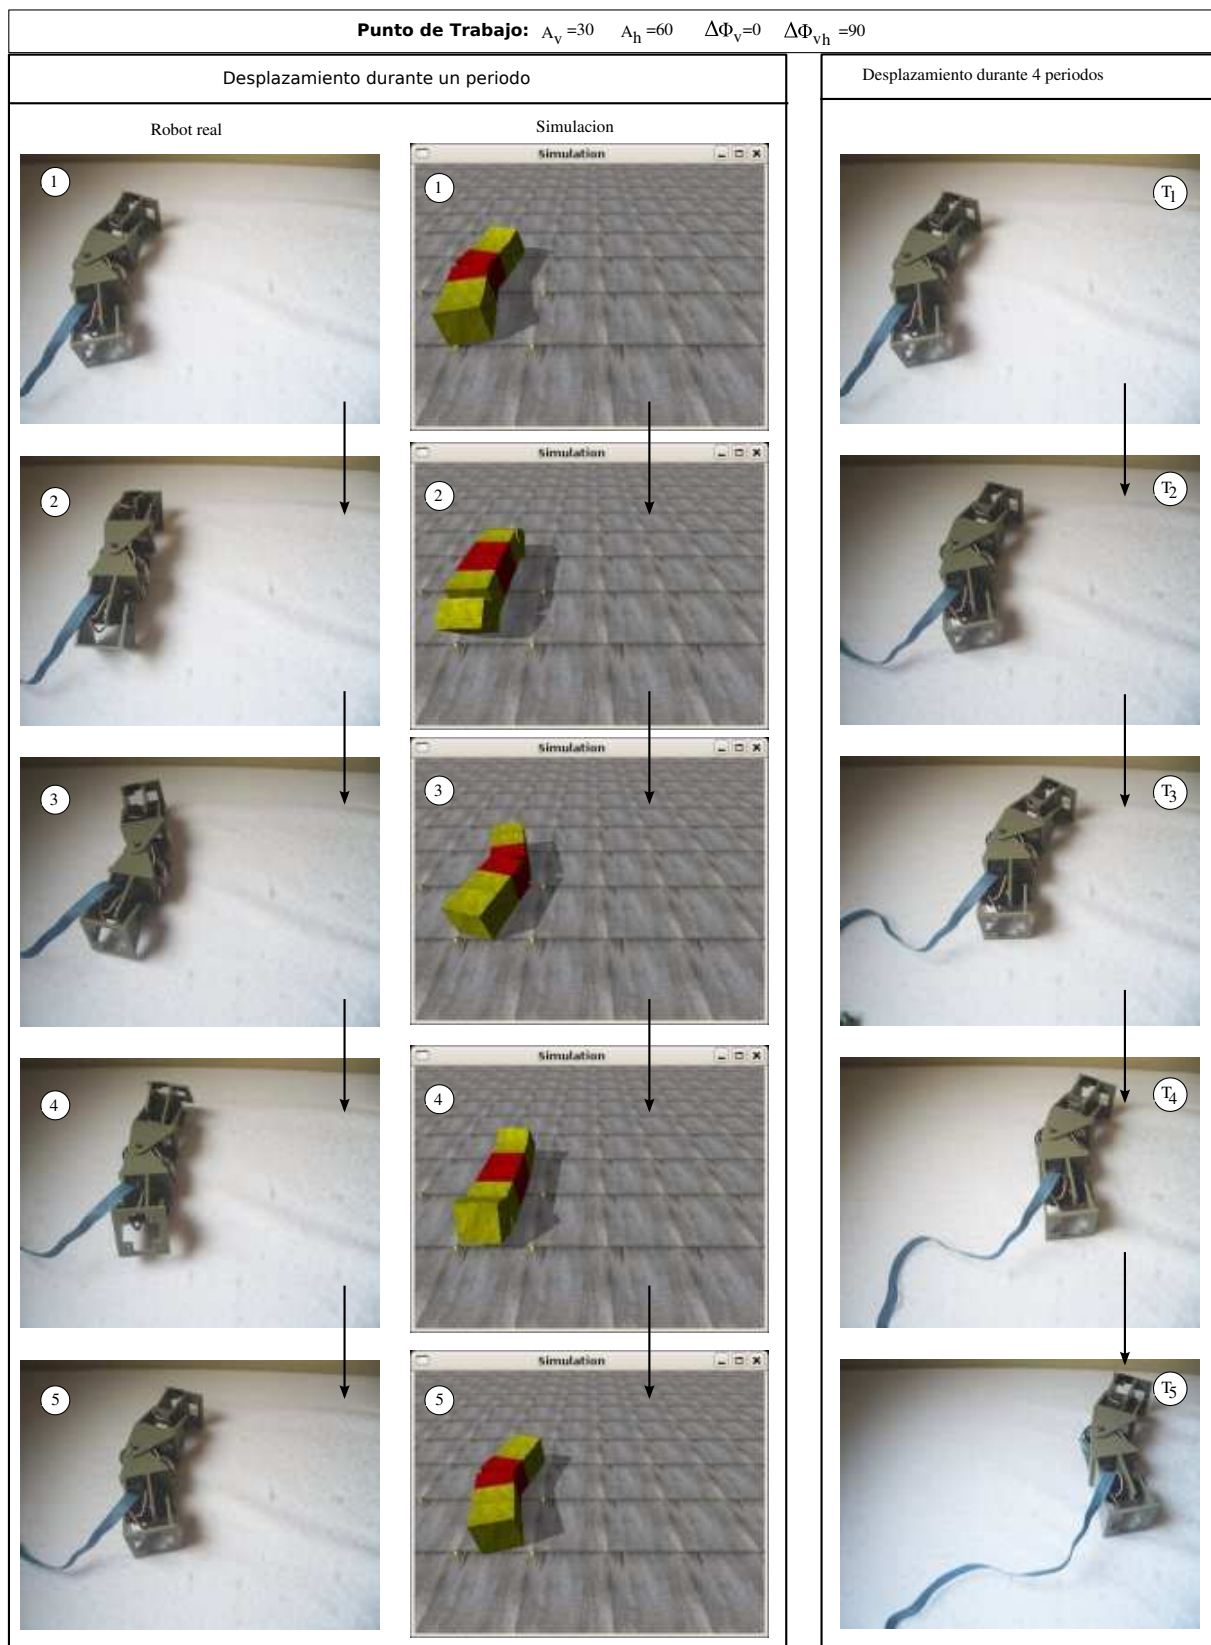 Punto de Trabajo: Av =30 Ah =60 ΔΦv=0 ΔΦvh =90
Desplazamiento durante un periodo
Desplazamiento durante 4 periodos
Robot real
Simulacion
1
Simulation
1
T1
2
Simulation
2
T2
3
Simulation
3
T3
4
Simulation
4
T4
5
Simulation
5
T5